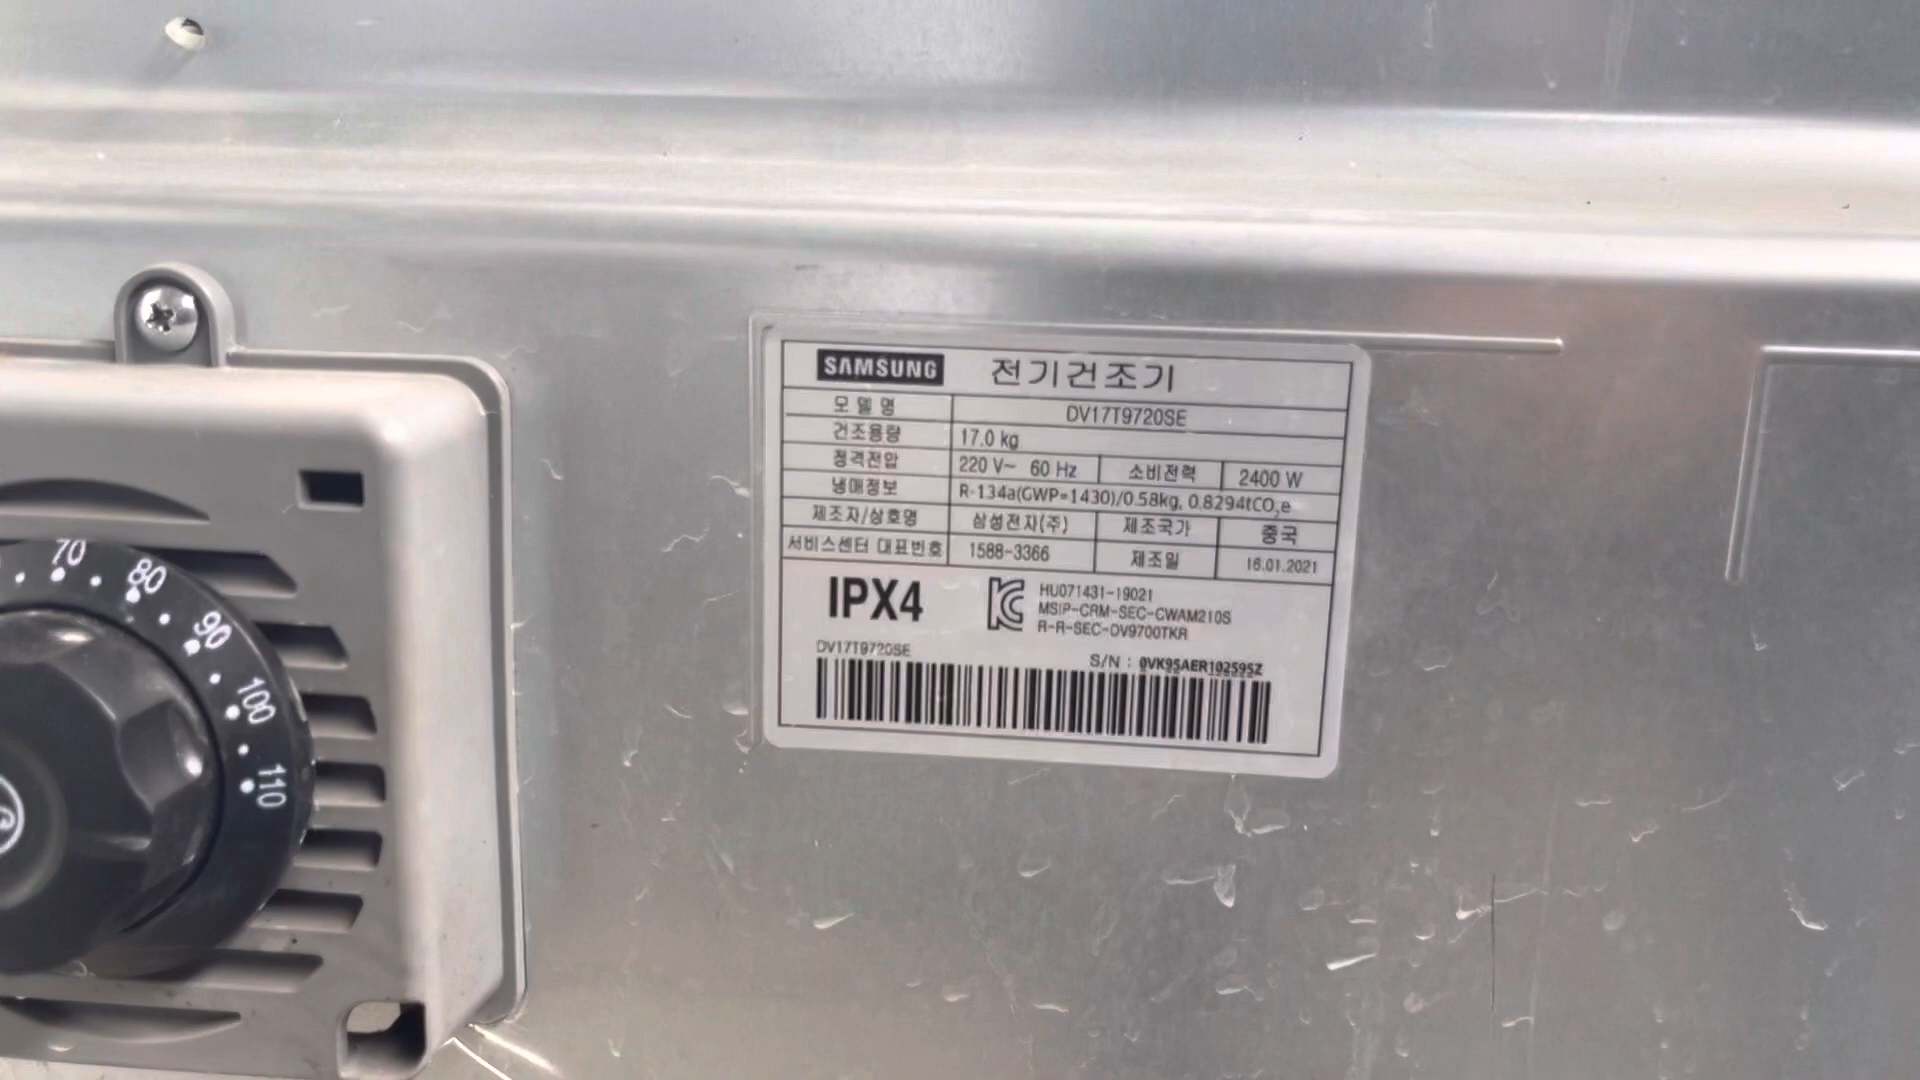 SAMSUNG 전기건조기
모 델 명 DV17T9720SE
건조용량 17.0 kg
정격전압 220 V~ 60 Hz 소비전력 2400 W
냉매정보 R-134a(GWP=1430)/0.58kg, 0.8294tCO₂e
제조자/상호명 삼성전자(주) 제조국가 중국
서비스센터 대표번호 1588-3366 제조일 16.01.2021
IPX4
HU071431-19021
MSIP-CRM-SEC-CWAM210S
R-R-SEC-DV9700TKR
DV17T9720SE
S/N : 0VK95AER102595Z
70
80
90
100
110